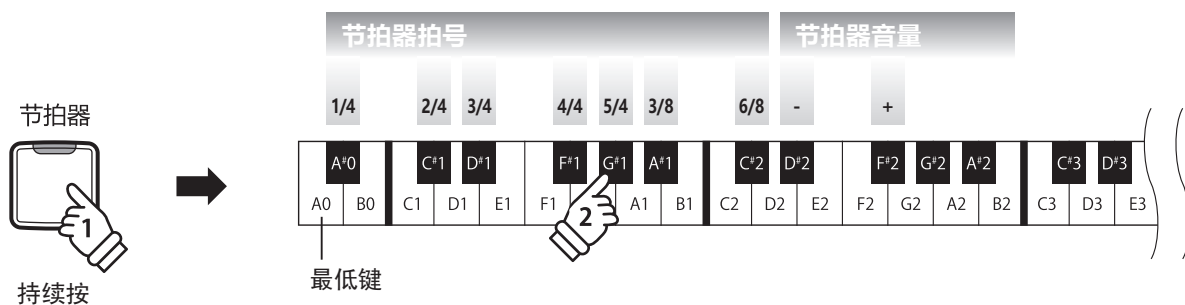 节拍器拍号 节拍器音量
1/4 2/4 3/4 4/4 5/4 3/8 6/8 - +
节拍器
A#0 C#1 D#1 F#1 G#1 A#1 C#2 D#2 F#2 G#2 A#2 C#3 D#3
A0 B0 C1 D1 E1 F1 A1 B1 C2 D2 E2 F2 G2 A2 B2 C3 D3 E3
1 2
最低键
持续按